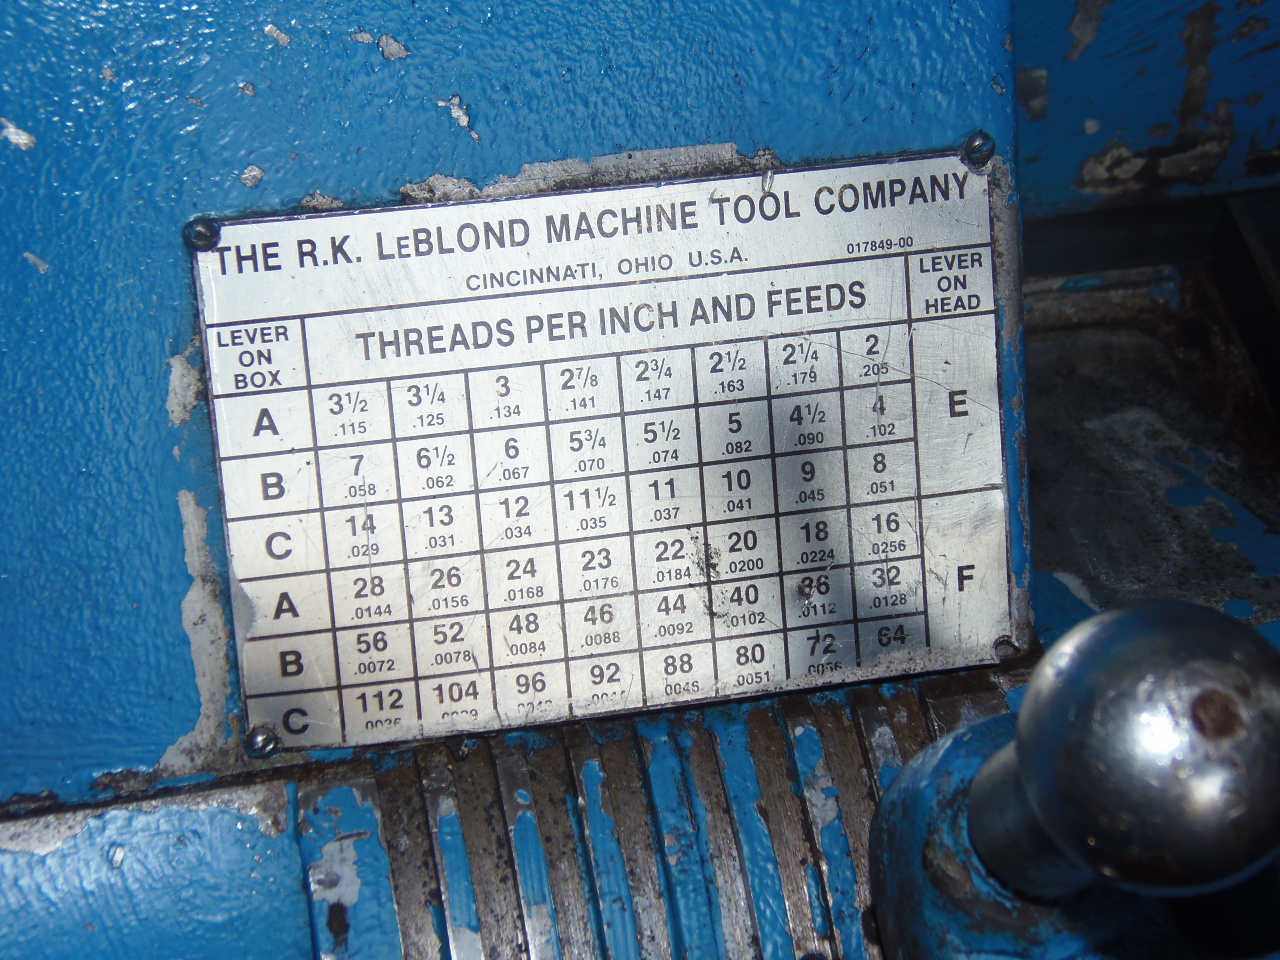 THE R.K. LeBLOND MACHINE TOOL COMPANY
CINCINNATI, OHIO U.S.A. 017849-00
LEVER ON BOX
THREADS PER INCH AND FEEDS
LEVER ON HEAD
A 3½ 3¼ 3 2⅞ 2¾ 2½ 2¼ 2
.115 .125 .134 .141 .147 .163 .179 .205
E
B 7 6½ 6 5¾ 5½ 5 4½ 4
.058 .062 .067 .070 .074 .082 .090 .102
C 14 13 12 11½ 11 10 9 8
.029 .031 .034 .035 .037 .041 .045 .051
A 28 26 24 23 22 20 18 16
.0144 .0156 .0168 .0176 .0184 .0200 .0224 .0256
F
B 56 52 48 46 44 40 36 32
.0072 .0078 .0084 .0088 .0092 .0102 .0112 .0128
C 112 104 96 92 88 80 72 64
.0036 .0051 .0056